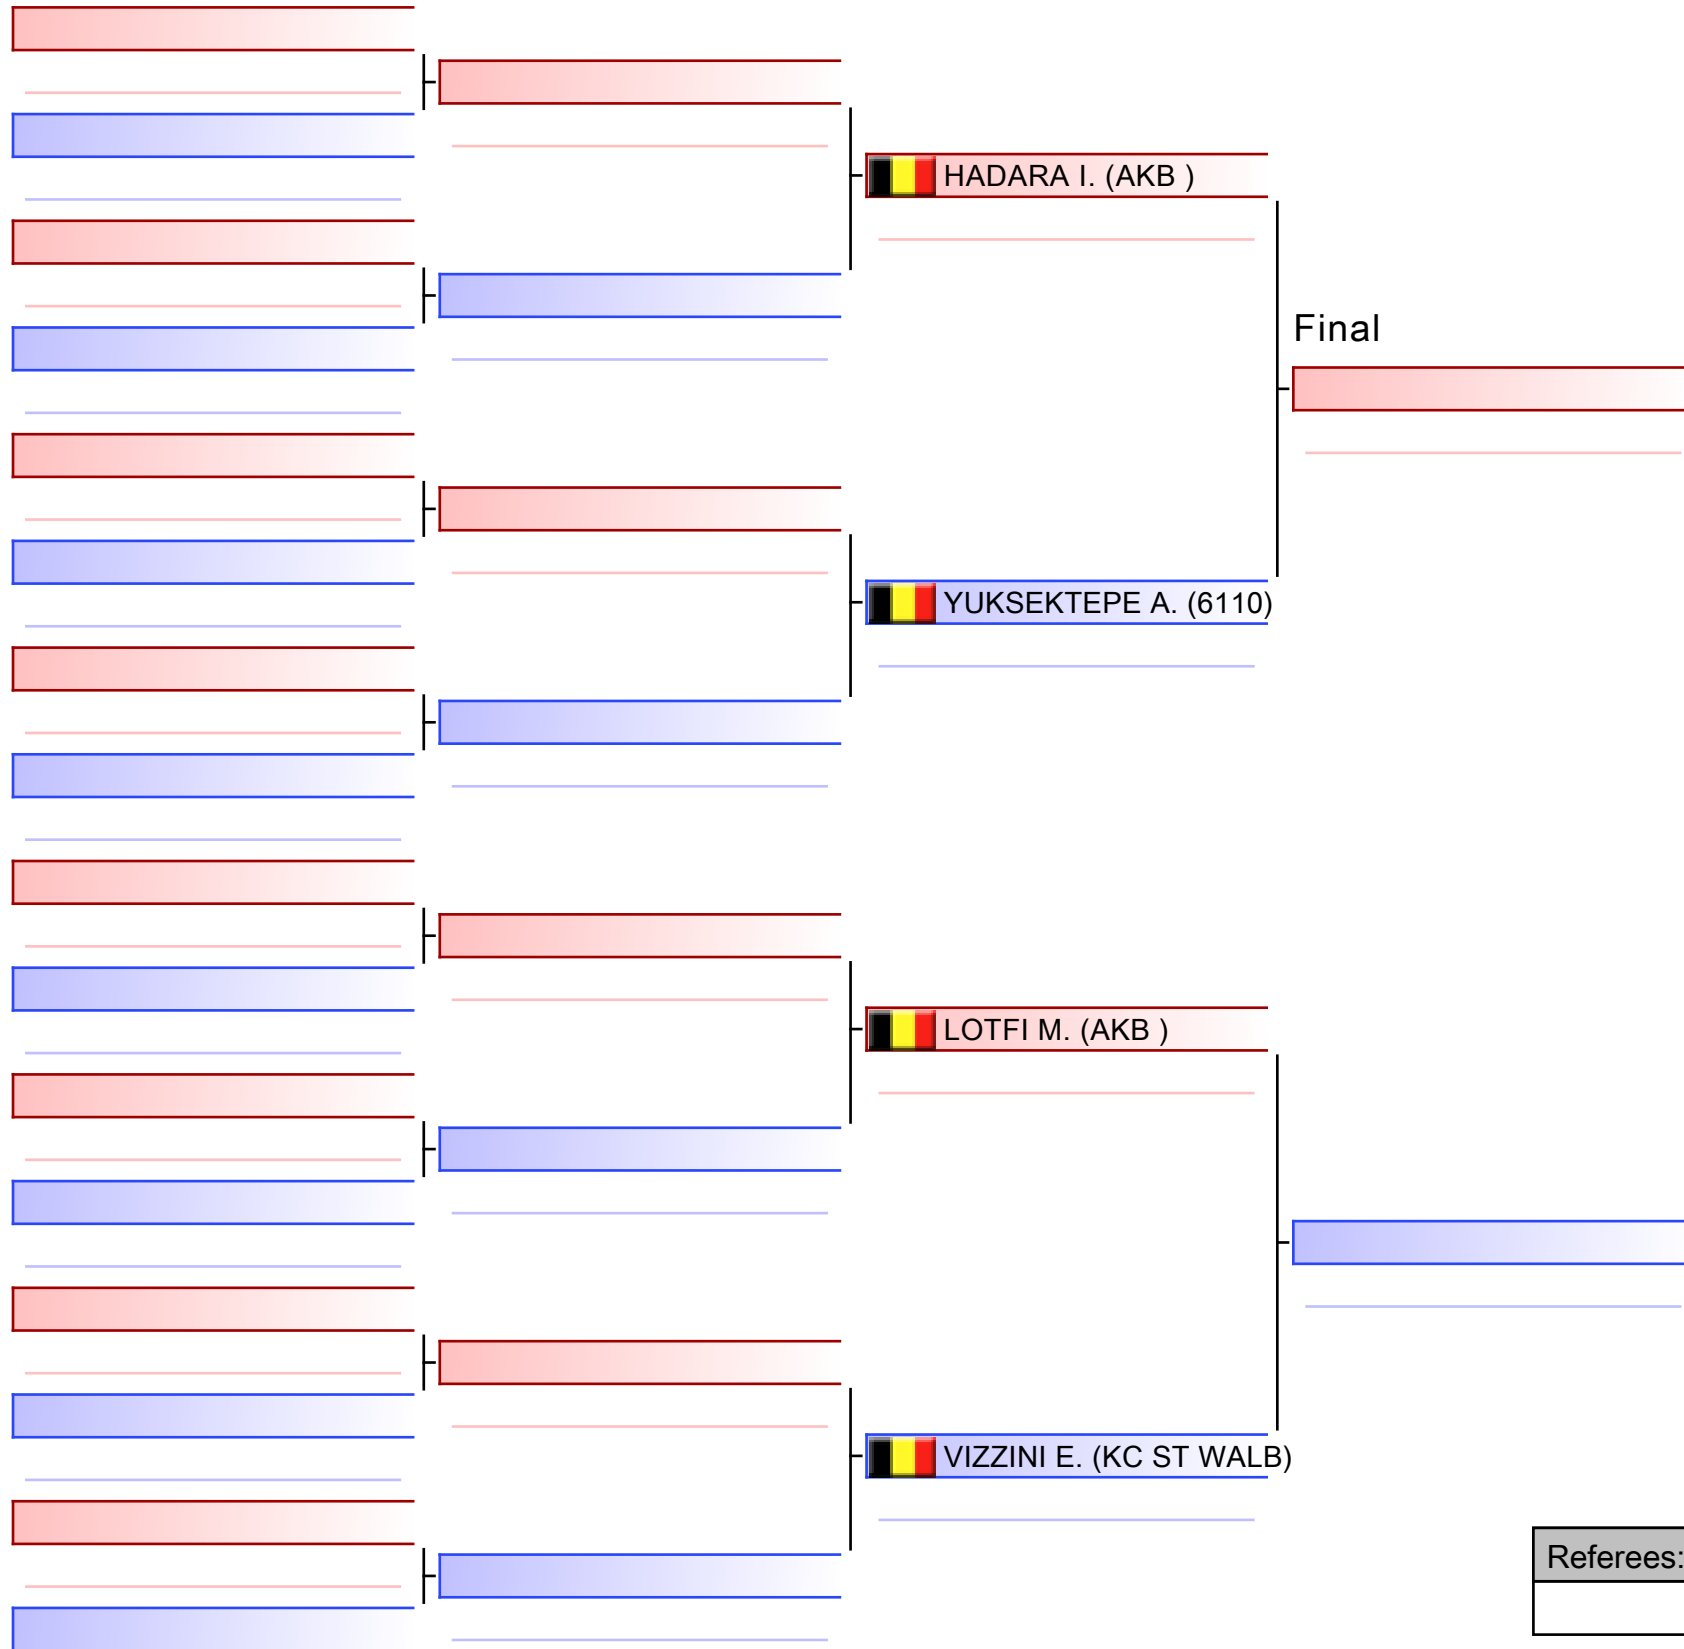 HADARA I. (AKB )
Final
YUKSEKTEPE A. (6110)
LOTFI M. (AKB )
VIZZINI E. (KC ST WALB)
Referees: